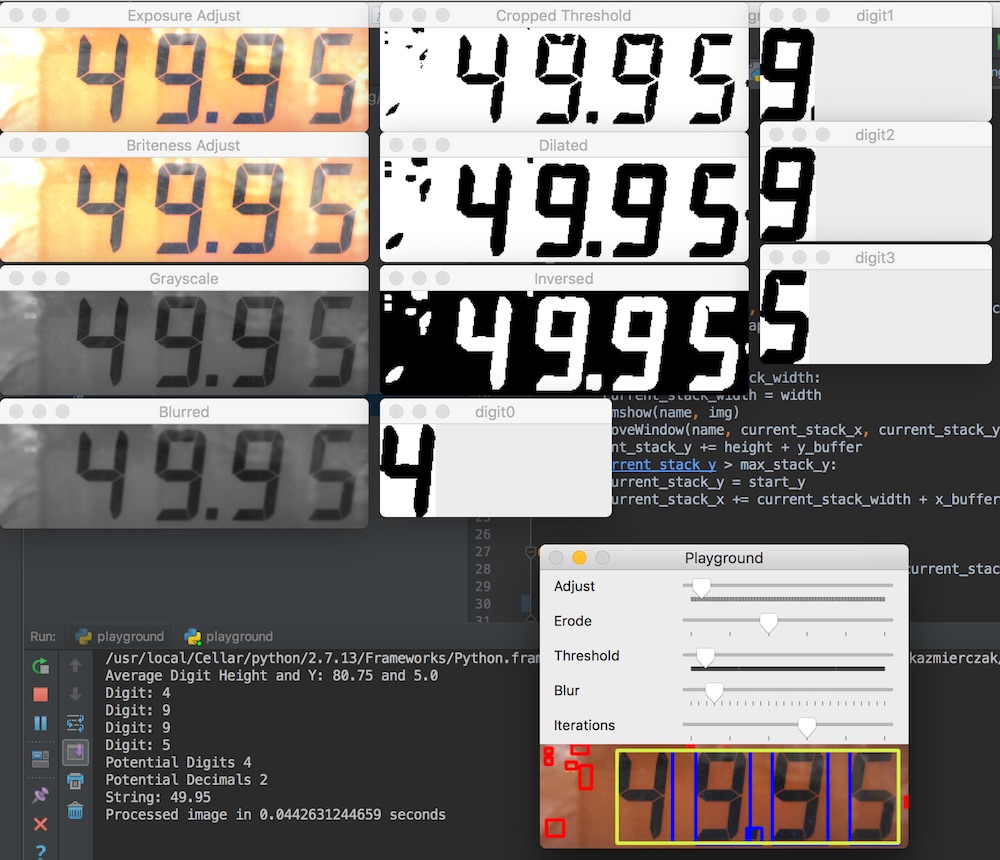 Exposure Adjust
49.95
Briteness Adjust
49.95
Grayscale
49.95
Blurred
49.95
Cropped Threshold
49.95
Dilated
49.95
Inversed
49.95
digit0
4
digit1
9
digit2
9
digit3
5
ck_width:
current_stack_width = width
mshow(name, img)
oveWindow(name, current_stack_x, current_stack_y
nt_stack_y += height + y_buffer
rrent_stack_y > max_stack_y:
urrent_stack_y = start_y
urrent_stack_x += current_stack_width + x_buffer
25
26
27
28
current_stac
29
30
31
Playground
Adjust
Erode
Threshold
Blur
Iterations
4995
Run:
playground
playground
/usr/local/Cellar/python/2.7.13/Frameworks/Python.fram
kazmierczak/
Average Digit Height and Y: 80.75 and 5.0
Digit: 4
Digit: 9
Digit: 9
Digit: 5
Potential Digits 4
Potential Decimals 2
String: 49.95
Processed image in 0.0442631244659 seconds